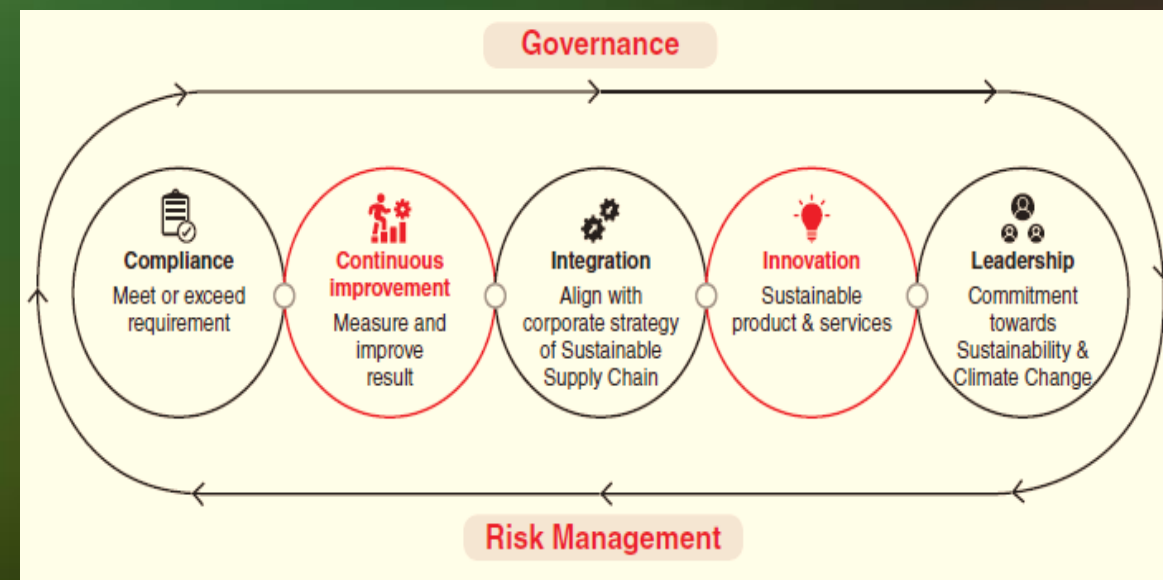 Governance
Compliance
Meet or exceed
requirement
Continuous
improvement
Measure and
improve
result
Integration
Align with
corporate strategy
of Sustainable
Supply Chain
Innovation
Sustainable
product & services
Leadership
Commitment
towards
Sustainability &
Climate Change
Risk Management